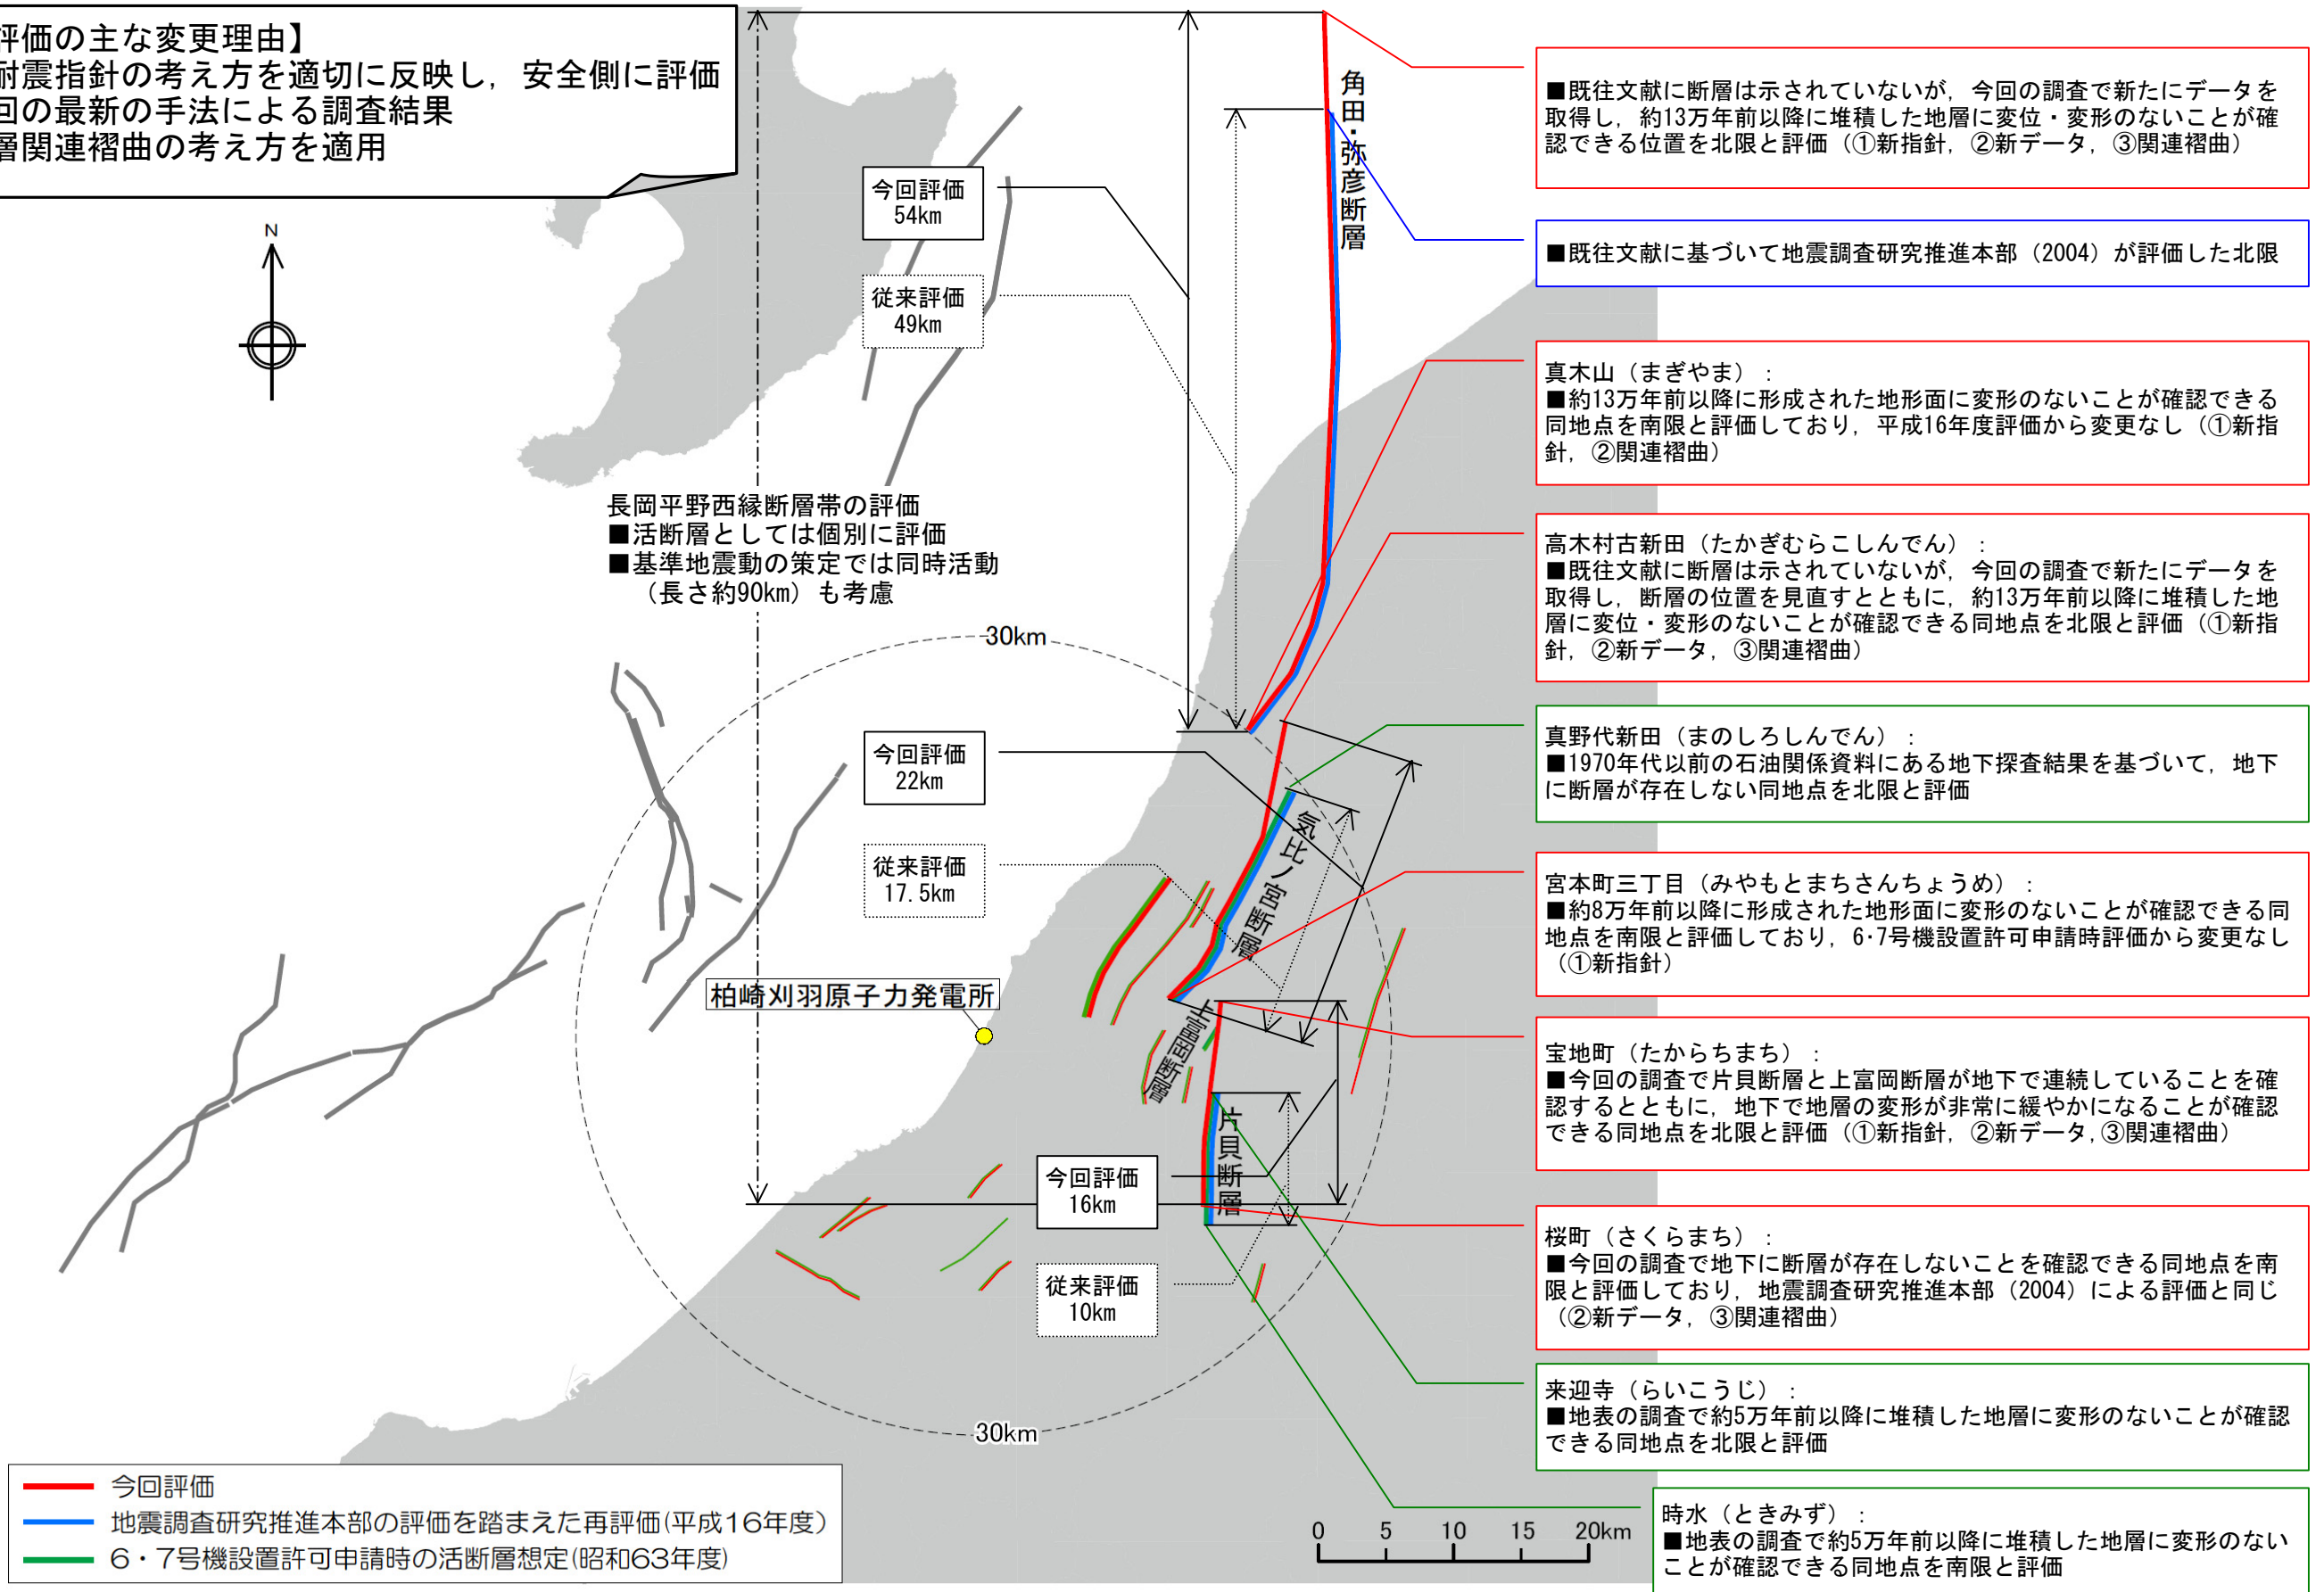 評価の主な変更理由】
耐震指針の考え方を適切に反映し，安全側に評価
回の最新の手法による調査結果
層関連褶曲の考え方を適用
N
今回評価
54km
従来評価
49km
角田・弥彦断層
長岡平野西縁断層帯の評価
■活断層としては個別に評価
■基準地震動の策定では同時活動
（長さ約90km）も考慮
30km
今回評価
22km
従来評価
17.5km
気比ノ宮断層
柏崎刈羽原子力発電所
上富岡断層
片貝断層
今回評価
16km
従来評価
10km
30km
■既往文献に断層は示されていないが，今回の調査で新たにデータを
取得し，約13万年前以降に堆積した地層に変位・変形のないことが確
認できる位置を北限と評価（①新指針，②新データ，③関連褶曲）
■既往文献に基づいて地震調査研究推進本部（2004）が評価した北限
真木山（まぎやま）：
■約13万年前以降に形成された地形面に変形のないことが確認できる
同地点を南限と評価しており，平成16年度評価から変更なし（①新指
針，②関連褶曲）
高木村古新田（たかぎむらこしんでん）：
■既往文献に断層は示されていないが，今回の調査で新たにデータを
取得し，断層の位置を見直すとともに，約13万年前以降に堆積した地
層に変位・変形のないことが確認できる同地点を北限と評価（①新指
針，②新データ，③関連褶曲）
真野代新田（まのしろしんでん）：
■1970年代以前の石油関係資料にある地下探査結果を基づいて，地下
に断層が存在しない同地点を北限と評価
宮本町三丁目（みやもとまちさんちょうめ）：
■約8万年前以降に形成された地形面に変形のないことが確認できる同
地点を南限と評価しており，6･7号機設置許可申請時評価から変更なし
（①新指針）
宝地町（たからちまち）：
■今回の調査で片貝断層と上富岡断層が地下で連続していることを確
認するとともに，地下で地層の変形が非常に緩やかになることが確認
できる同地点を北限と評価（①新指針，②新データ,③関連褶曲）
桜町（さくらまち）：
■今回の調査で地下に断層が存在しないことを確認できる同地点を南
限と評価しており，地震調査研究推進本部（2004）による評価と同じ
（②新データ，③関連褶曲）
来迎寺（らいこうじ）：
■地表の調査で約5万年前以降に堆積した地層に変形のないことが確認
できる同地点を北限と評価
時水（ときみず）：
■地表の調査で約5万年前以降に堆積した地層に変形のない
ことが確認できる同地点を南限と評価
今回評価
地震調査研究推進本部の評価を踏まえた再評価(平成16年度)
6・7号機設置許可申請時の活断層想定(昭和63年度)
0 5 10 15 20km